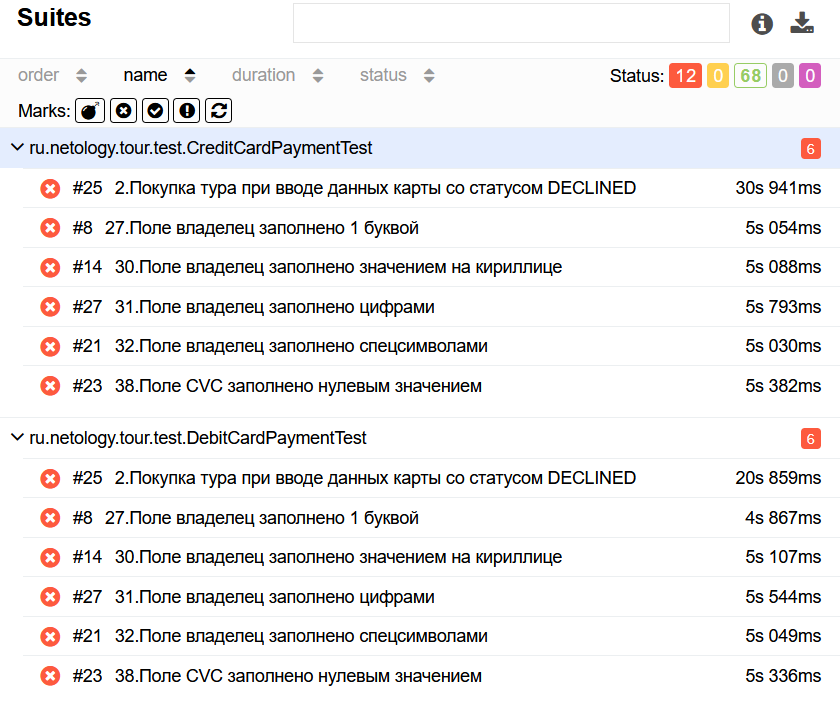 Suites
order name duration status Status: 12 0 68 0 0
Marks:
ru.netology.tour.test.CreditCardPaymentTest 6
#25 2.Покупка тура при вводе данных карты со статусом DECLINED 30s 941ms
#8 27.Поле владелец заполнено 1 буквой 5s 054ms
#14 30.Поле владелец заполнено значением на кириллице 5s 088ms
#27 31.Поле владелец заполнено цифрами 5s 793ms
#21 32.Поле владелец заполнено спецсимволами 5s 030ms
#23 38.Поле CVC заполнено нулевым значением 5s 382ms
ru.netology.tour.test.DebitCardPaymentTest 6
#25 2.Покупка тура при вводе данных карты со статусом DECLINED 20s 859ms
#8 27.Поле владелец заполнено 1 буквой 4s 867ms
#14 30.Поле владелец заполнено значением на кириллице 5s 107ms
#27 31.Поле владелец заполнено цифрами 5s 544ms
#21 32.Поле владелец заполнено спецсимволами 5s 049ms
#23 38.Поле CVC заполнено нулевым значением 5s 336ms